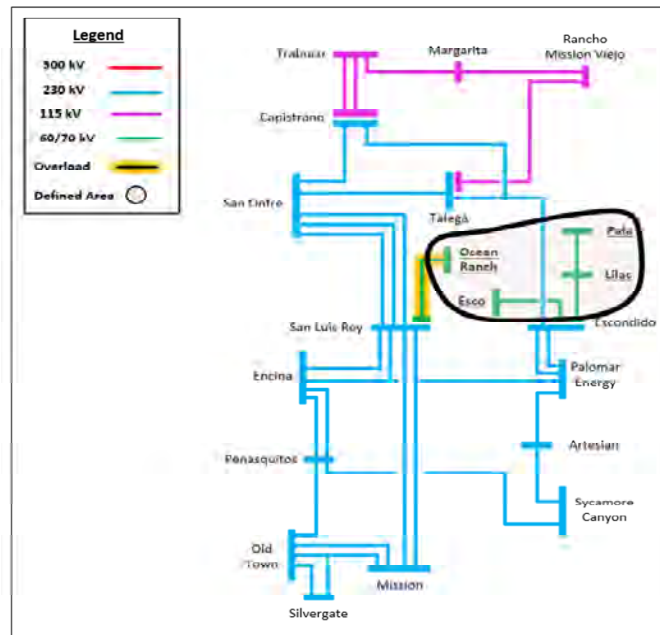 Legend
500 kV
230 kV
115 kV
60/70 kV
Overload
Defined Area
Trabuco
Margarita
Rancho
Mission Viejo
Capistrano
San Onfre
Talega
Ocean
Ranch
Pala
Lilas
Esco
San Luis Rey
Escondido
Encina
Palomar
Energy
Penasquitos
Artesian
Sycamore
Canyon
Old
Town
Mission
Silvergate